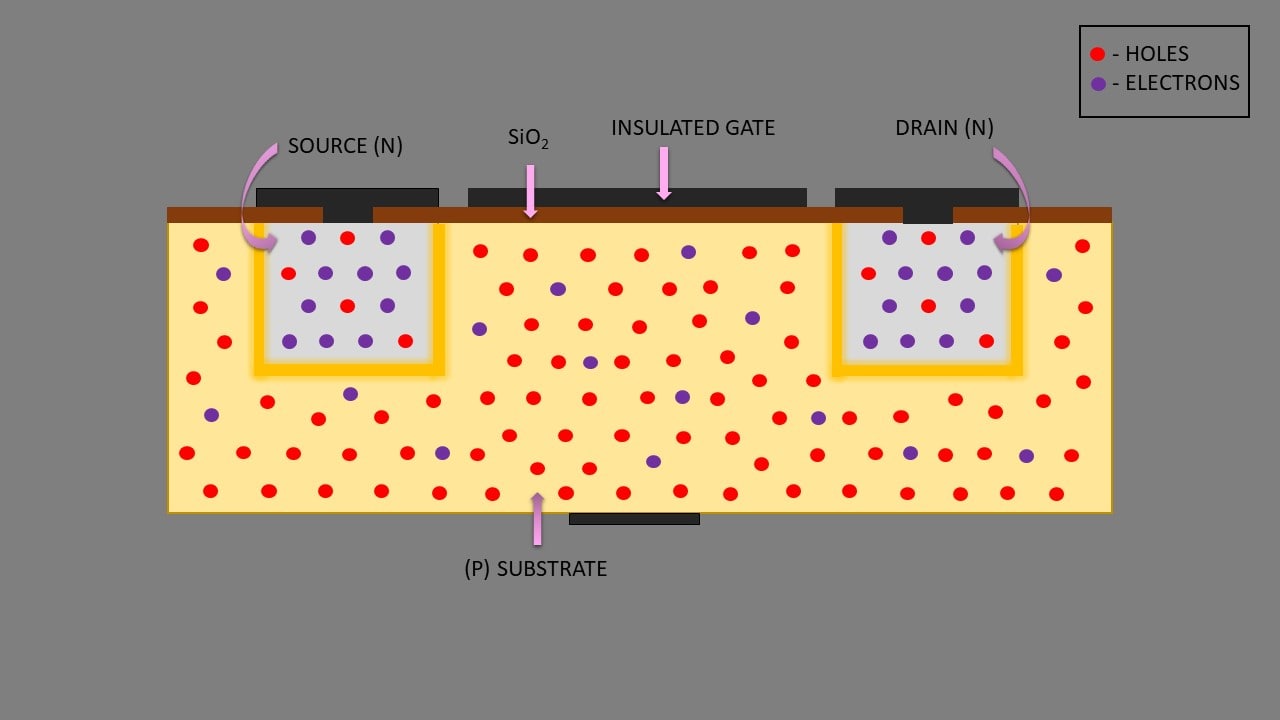 - HOLES
- ELECTRONS
SOURCE (N)
SiO₂
INSULATED GATE
DRAIN (N)
(P) SUBSTRATE